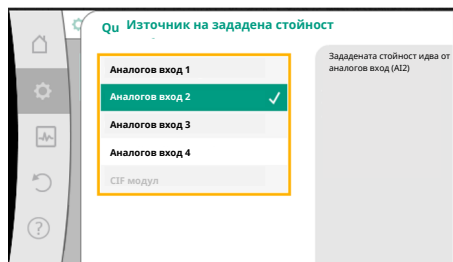 Qu Източник на зададена стойност
Аналогов вход 1
Аналогов вход 2
Аналогов вход 3
Аналогов вход 4
CIF модул
Зададената стойност идва от
аналогов вход (AI2)